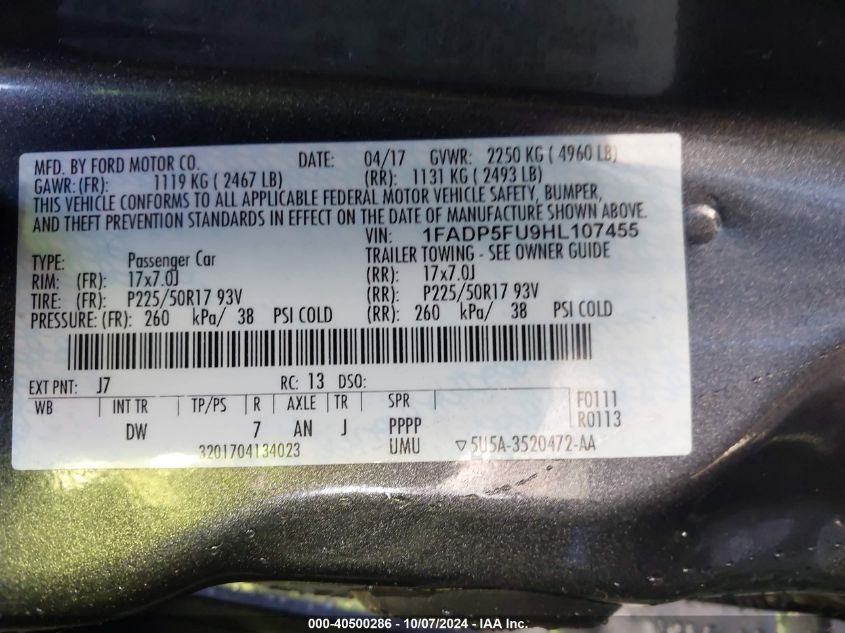 MFD. BY FORD MOTOR CO. DATE: 04/17 GVWR: 2250 KG ( 4960 LB)
GAWR: (FR): 1119 KG ( 2467 LB) (RR): 1131 KG ( 2493 LB)
THIS VEHICLE CONFORMS TO ALL APPLICABLE FEDERAL MOTOR VEHICLE SAFETY, BUMPER,
AND THEFT PREVENTION STANDARDS IN EFFECT ON THE DATE OF MANUFACTURE SHOWN ABOVE.
VIN: 1FADP5FU9HL107455
TYPE: Passenger Car TRAILER TOWING - SEE OWNER GUIDE
RIM: (FR): 17x7.0J (RR): 17x7.0J
TIRE: (FR): P225/50R17 93V (RR): P225/50R17 93V
PRESSURE: (FR): 260 kPa/ 38 PSI COLD (RR): 260 kPa/ 38 PSI COLD
EXT PNT: J7 RC: 13 DSO:
WB INT TR TP/PS R AXLE TR SPR F0111
DW 7 AN J PPPP R0113
3201704134023 UMU ▽5U5A-3520472-AA
000-40500286 - 10/07/2024 - IAA Inc.